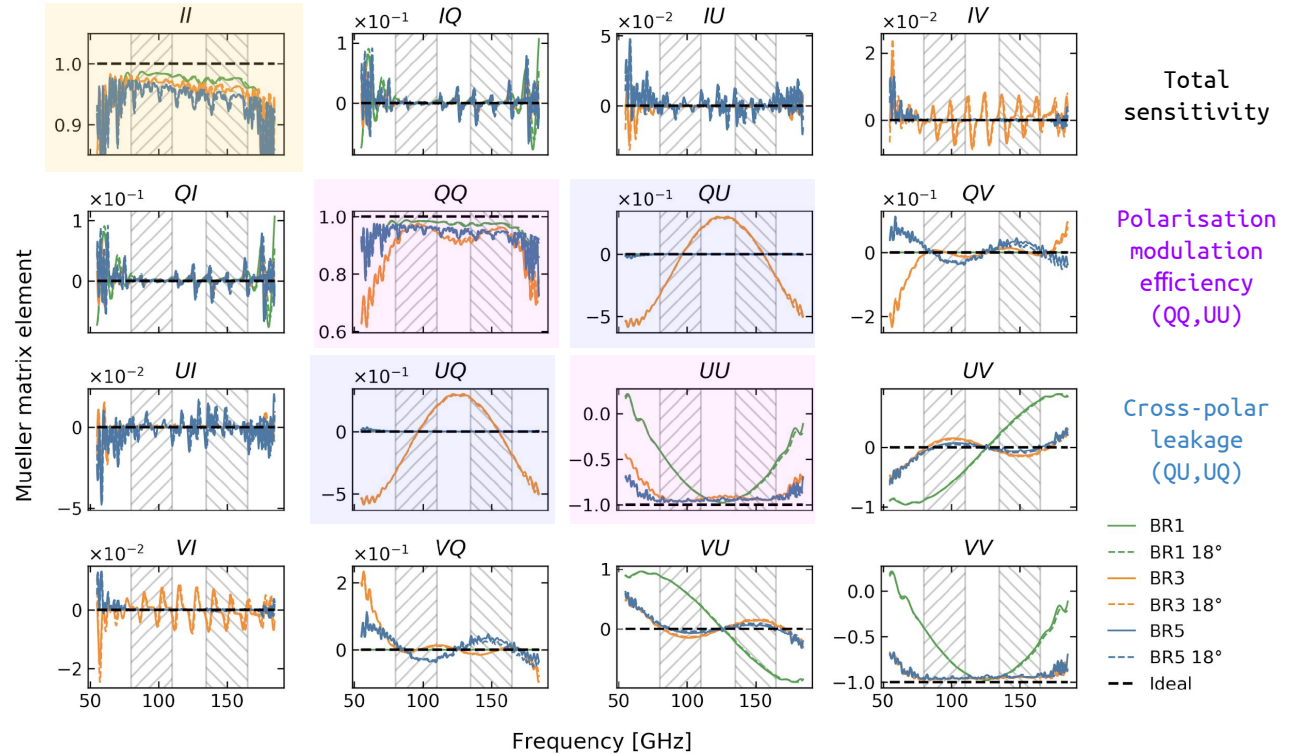 II
IQ
IU
IV
×10⁻¹
×10⁻²
×10⁻²
1.0
0.9
1
0
5
0
2
0
Total
sensitivity
QI
QQ
QU
QV
×10⁻¹
×10⁻¹
×10⁻¹
1
0
1.0
0.8
0.6
0
−5
0
−2
Polarisation
modulation
efficiency
(QQ,UU)
Mueller matrix element
UI
UQ
UU
UV
×10⁻²
×10⁻¹
0
−5
0
−5
0.0
−0.5
−1.0
0
−1
Cross-polar
leakage
(QU,UQ)
VI
VQ
VU
VV
×10⁻²
×10⁻¹
0
−2
2
0
1
0
0.0
−0.5
−1.0
50
100
150
50
100
150
50
100
150
50
100
150
BR1
BR1 18°
BR3
BR3 18°
BR5
BR5 18°
Ideal
Frequency [GHz]